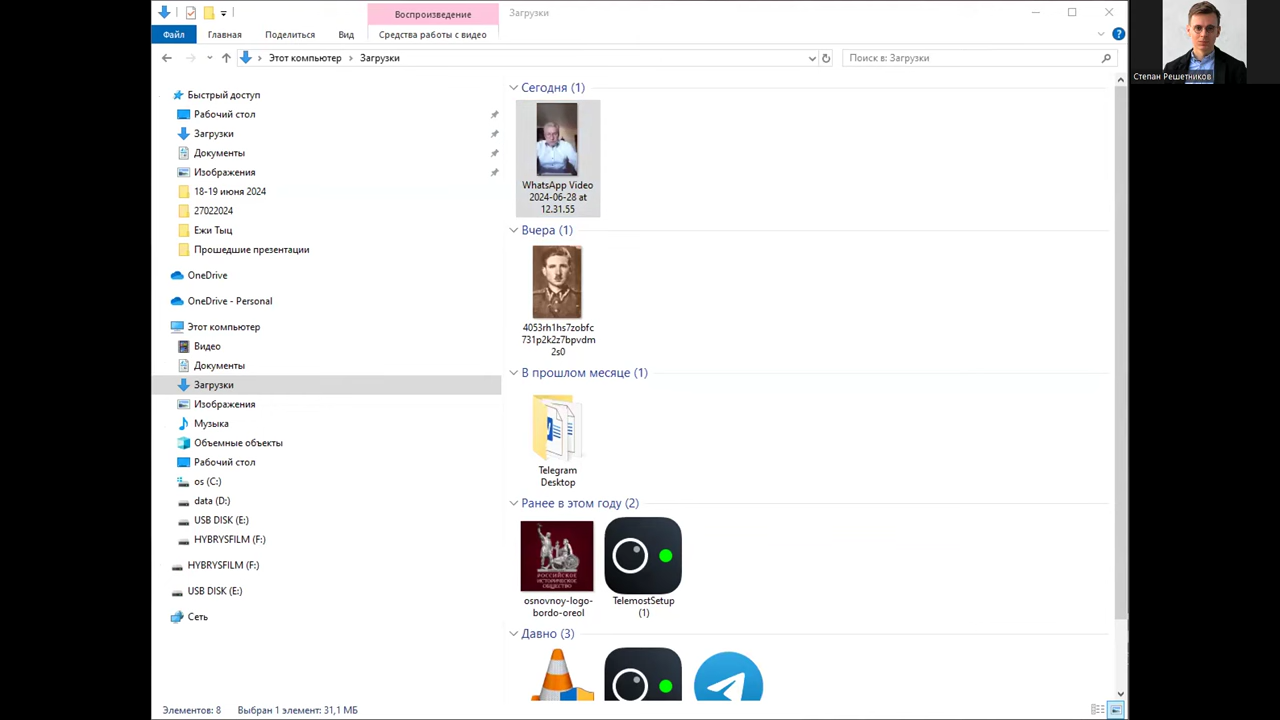 Воспроизведение
Загрузки
Файл
Главная
Поделиться
Вид
Средства работы с видео
Этот компьютер
Загрузки
Поиск в: Загрузки
Степан Решетников
Быстрый доступ
Рабочий стол
Загрузки
Документы
Изображения
18-19 июня 2024
27022024
Ежи Тыц
Прошедшие презентации
OneDrive
OneDrive - Personal
Этот компьютер
Видео
Документы
Загрузки
Изображения
Музыка
Объемные объекты
Рабочий стол
os (C:)
data (D:)
USB DISK (E:)
HYBRYSFILM (F:)
HYBRYSFILM (F:)
USB DISK (E:)
Сеть
Сегодня (1)
WhatsApp Video
2024-06-28 at
12.31.55
Вчера (1)
4053rh1hs7zobfc
731p2k2z7bpvdm
2s0
В прошлом месяце (1)
Telegram
Desktop
Ранее в этом году (2)
РОССИЙСКОЕ
ИСТОРИЧЕСКОЕ
ОБЩЕСТВО
osnovnoy-logo-
bordo-oreol
TelemostSetup
(1)
Давно (3)
Элементов: 8
Выбран 1 элемент: 31,1 МБ